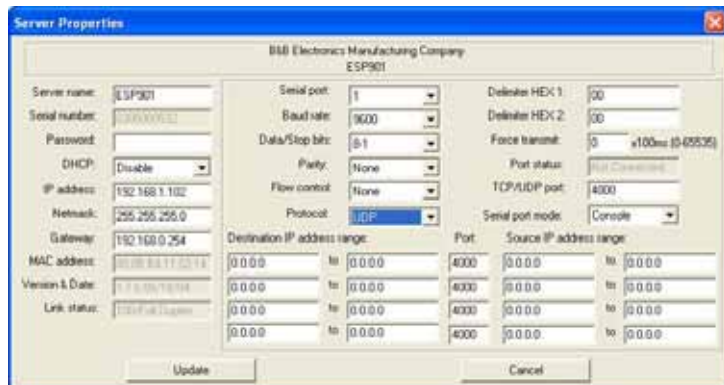 Server Properties
B&B Electronics Manufacturing Company
ESP901
Server name: ESP901
Serial number:
Password:
DHCP: Disable
IP address: 192.168.1.102
Netmask: 255.255.255.0
Gateway: 192.168.0.254
MAC address:
Version & Date:
Link status: 100/Full Duplex
Serial port: 1
Baud rate: 9600
Data/Stop bits: 8-1
Parity: None
Flow control: None
Protocol: UDP
Delimiter HEX 1: 00
Delimiter HEX 2: 00
Force transmit: 0 x100ms (0-65535)
Port status: Not Connected
TCP/UDP port: 4000
Serial port mode: Console
Destination IP address range: Port Source IP address range:
0.0.0.0 to 0.0.0.0 4000 0.0.0.0 to 0.0.0.0
0.0.0.0 to 0.0.0.0 4000 0.0.0.0 to 0.0.0.0
0.0.0.0 to 0.0.0.0 4000 0.0.0.0 to 0.0.0.0
0.0.0.0 to 0.0.0.0 4000 0.0.0.0 to 0.0.0.0
Update Cancel